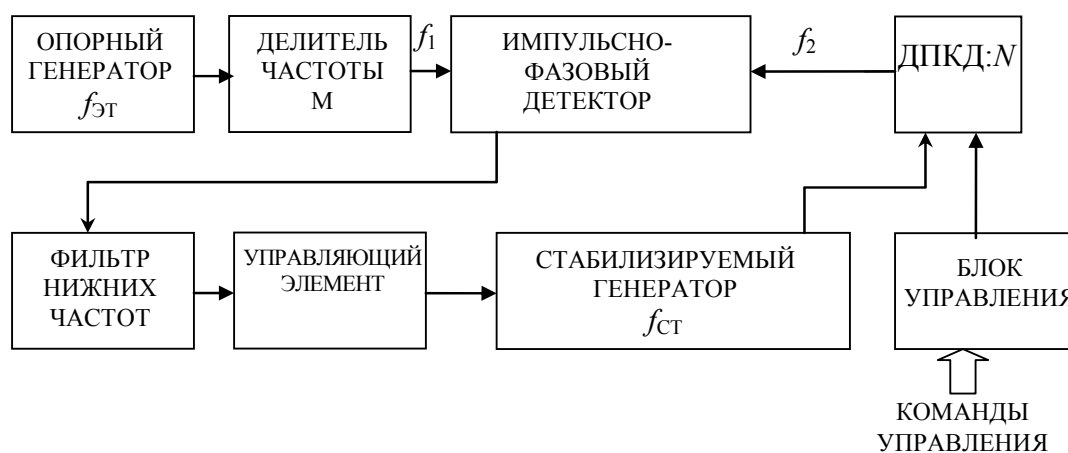 ОПОРНЫЙ
ГЕНЕРАТОР
fЭТ
ДЕЛИТЕЛЬ
ЧАСТОТЫ
М
f1
ИМПУЛЬСНО-
ФАЗОВЫЙ
ДЕТЕКТОР
f2
ДПКД:N
ФИЛЬТР
НИЖНИХ
ЧАСТОТ
УПРАВЛЯЮЩИЙ
ЭЛЕМЕНТ
СТАБИЛИЗИРУЕМЫЙ
ГЕНЕРАТОР
fСТ
БЛОК
УПРАВЛЕНИЯ
КОМАНДЫ
УПРАВЛЕНИЯ